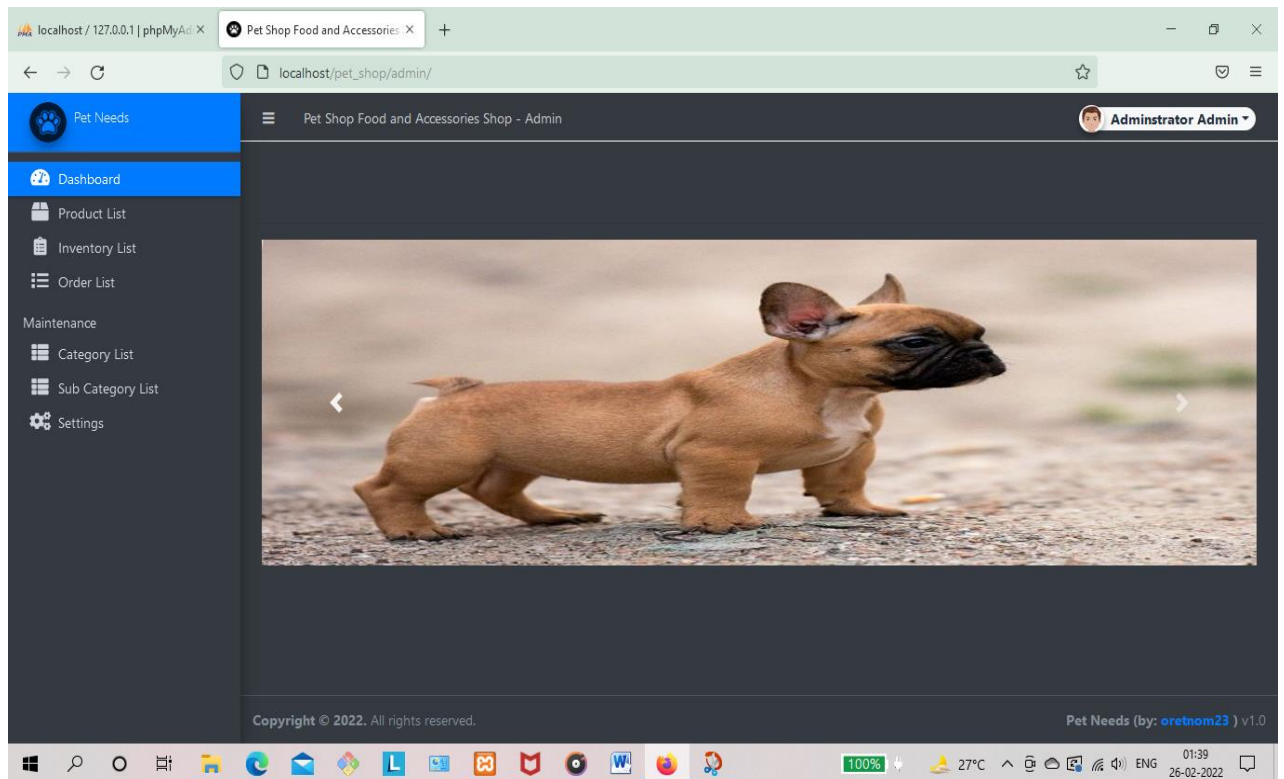 localhost / 127.0.0.1 | phpMyAd
Pet Shop Food and Accessories
localhost/pet_shop/admin/
Pet Needs
Pet Shop Food and Accessories Shop - Admin
Adminstrator Admin
Dashboard
Product List
Inventory List
Order List
Maintenance
Category List
Sub Category List
Settings
Copyright © 2022. All rights reserved.
Pet Needs (by: oretnom23 ) v1.0
100%
27°C
ENG
01:39
26-02-2022